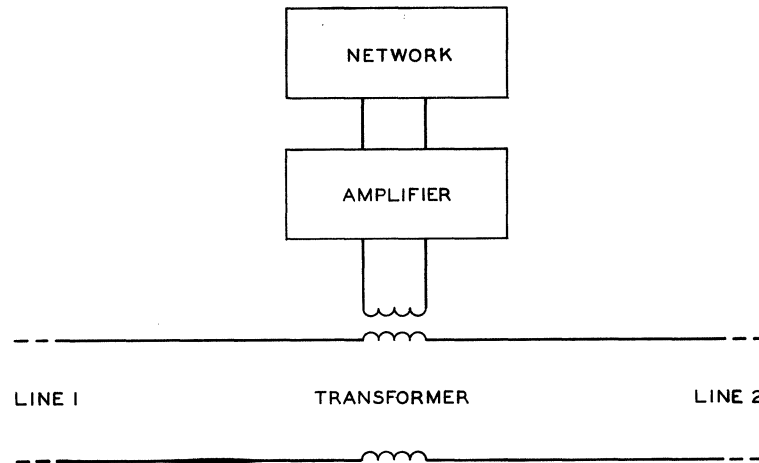 NETWORK
AMPLIFIER
LINE 1
TRANSFORMER
LINE 2